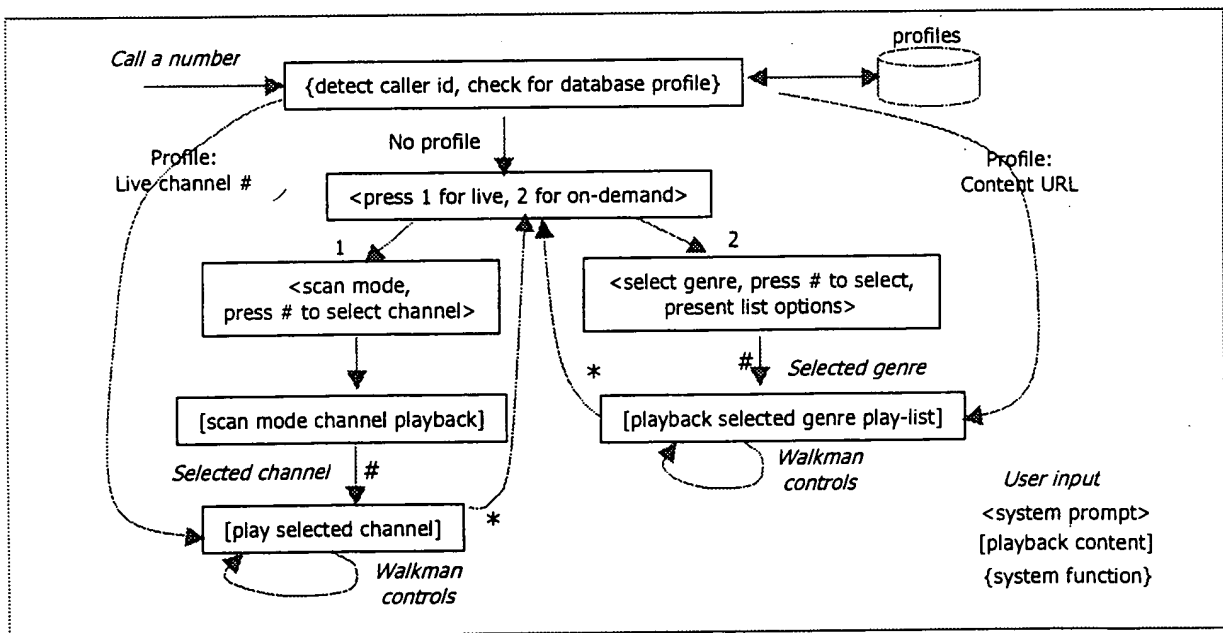 profiles
Call a number
{detect caller id, check for database profile}
No profile
Profile:
Live channel #
Profile:
Content URL
<press 1 for live, 2 for on-demand>
1
2
<scan mode,
press # to select channel>
<select genre, press # to select,
present list options>
#
Selected genre
*
[scan mode channel playback]
[playback selected genre play-list]
Selected channel
#
Walkman
controls
[play selected channel]
*
Walkman
controls
User input
<system prompt>
[playback content]
{system function}